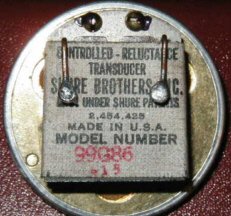 CONTROLLED - RELUCTANCE
TRANSDUCER
SHURE BROTHERS, INC.
UNDER SHURE PATENTS
2,454,425
MADE IN U.S.A.
MODEL NUMBER
99G86